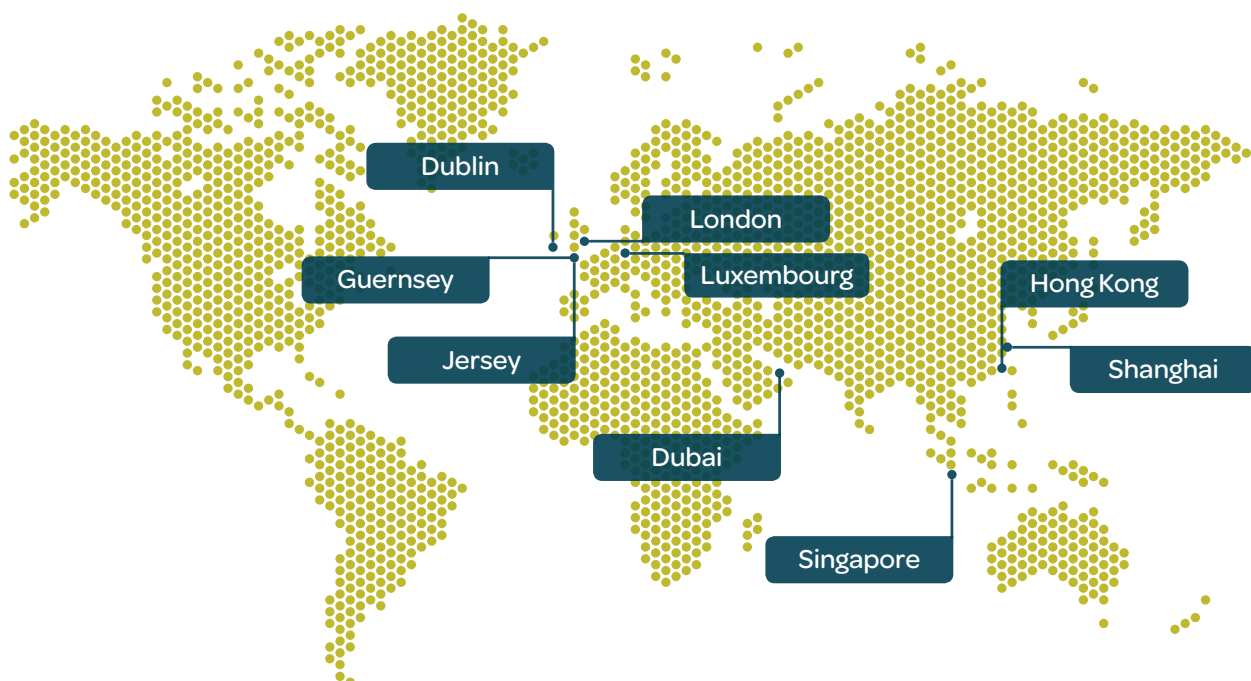 Dublin
London
Guernsey
Luxembourg
Hong Kong
Jersey
Shanghai
Dubai
Singapore